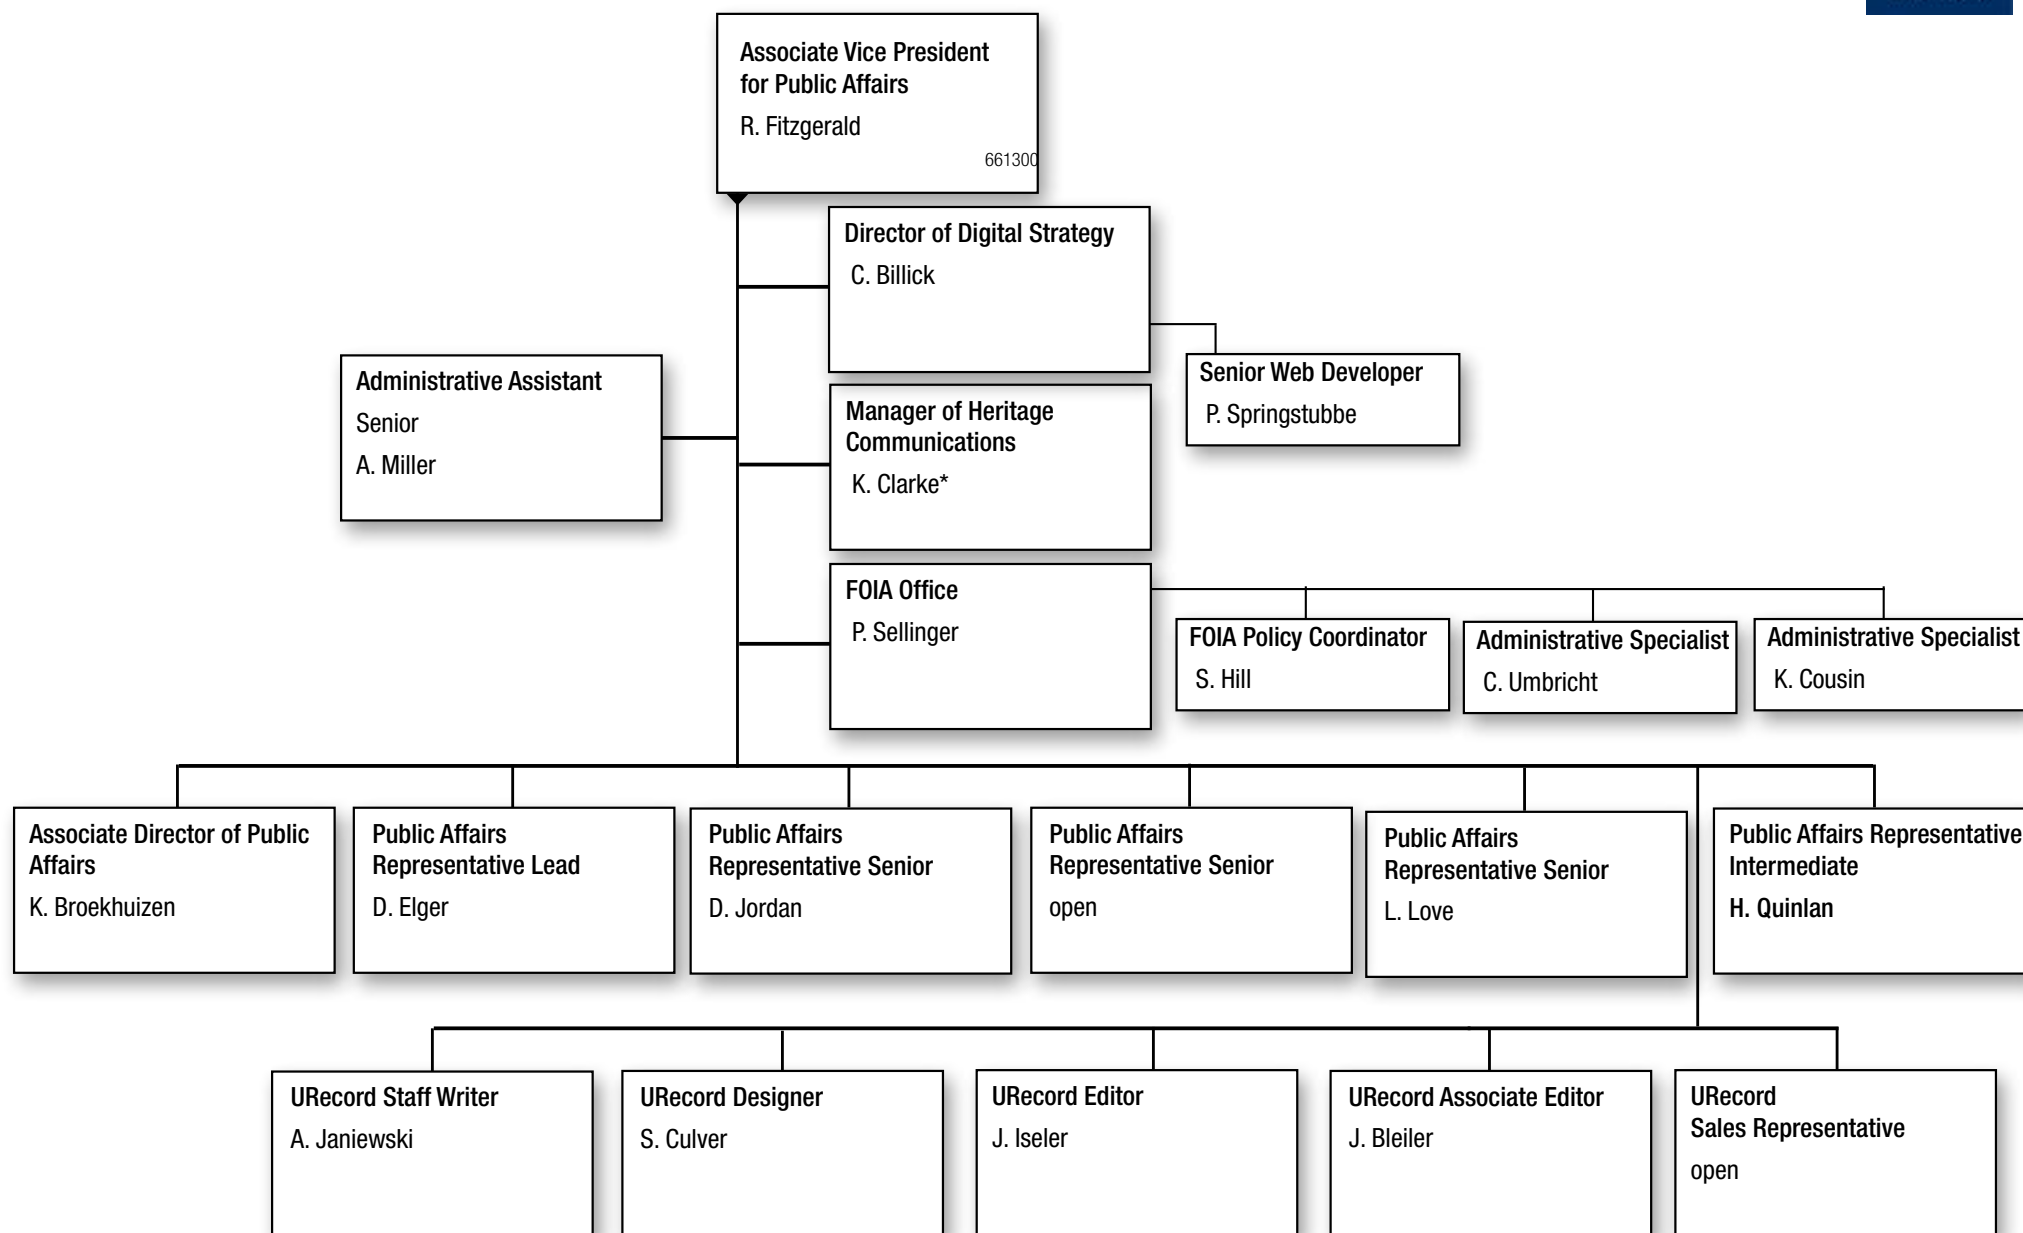 Associate Vice President
for Public Affairs
R. Fitzgerald
661300
Director of Digital Strategy
C. Billick
Administrative Assistant
Senior
A. Miller
Senior Web Developer
P. Springstubbe
Manager of Heritage
Communications
K. Clarke*
FOIA Office
P. Sellinger
FOIA Policy Coordinator
S. Hill
Administrative Specialist
C. Umbricht
Administrative Specialist
K. Cousin
Associate Director of Public
Affairs
K. Broekhuizen
Public Affairs
Representative Lead
D. Elger
Public Affairs
Representative Senior
D. Jordan
Public Affairs
Representative Senior
open
Public Affairs
Representative Senior
L. Love
Public Affairs Representative
Intermediate
H. Quinlan
URecord Staff Writer
A. Janiewski
URecord Designer
S. Culver
URecord Editor
J. Iseler
URecord Associate Editor
J. Bleiler
URecord
Sales Representative
open